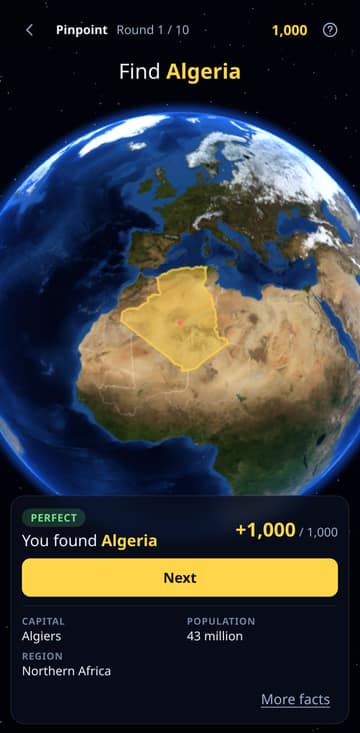 Pinpoint Round 1 / 10 1,000 ?
Find Algeria
PERFECT
You found Algeria
+1,000 / 1,000
Next
CAPITAL
Algiers
POPULATION
43 million
REGION
Northern Africa
More facts